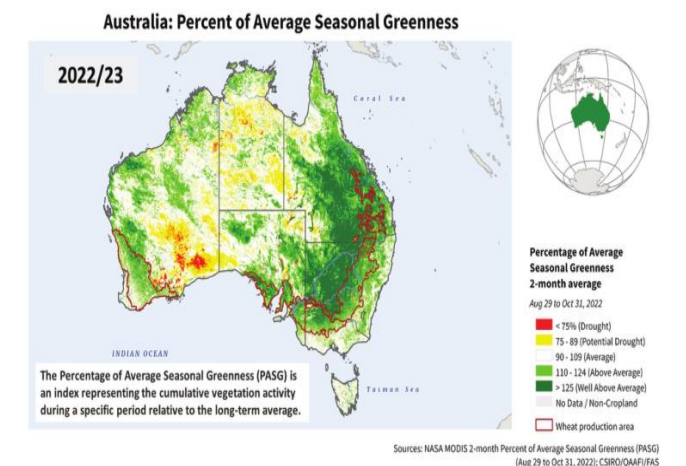 Australia: Percent of Average Seasonal Greenness
2022/23
Coral Sea
INDIAN OCEAN
Tasman Sea
The Percentage of Average Seasonal Greenness (PASG) is
an index representing the cumulative vegetation activity
during a specific period relative to the long-term average.
Percentage of Average
Seasonal Greenness
2-month average
Aug 29 to Oct 31, 2022
< 75% (Drought)
75 - 89 (Potential Drought)
90 - 109 (Average)
110 - 124 (Above Average)
> 125 (Well Above Average)
No Data / Non-Cropland
Wheat production area
Sources: NASA MODIS 2-month Percent of Average Seasonal Greenness (PASG)
(Aug 29 to Oct 31, 2022); CSIRO/QAAFI/FAS